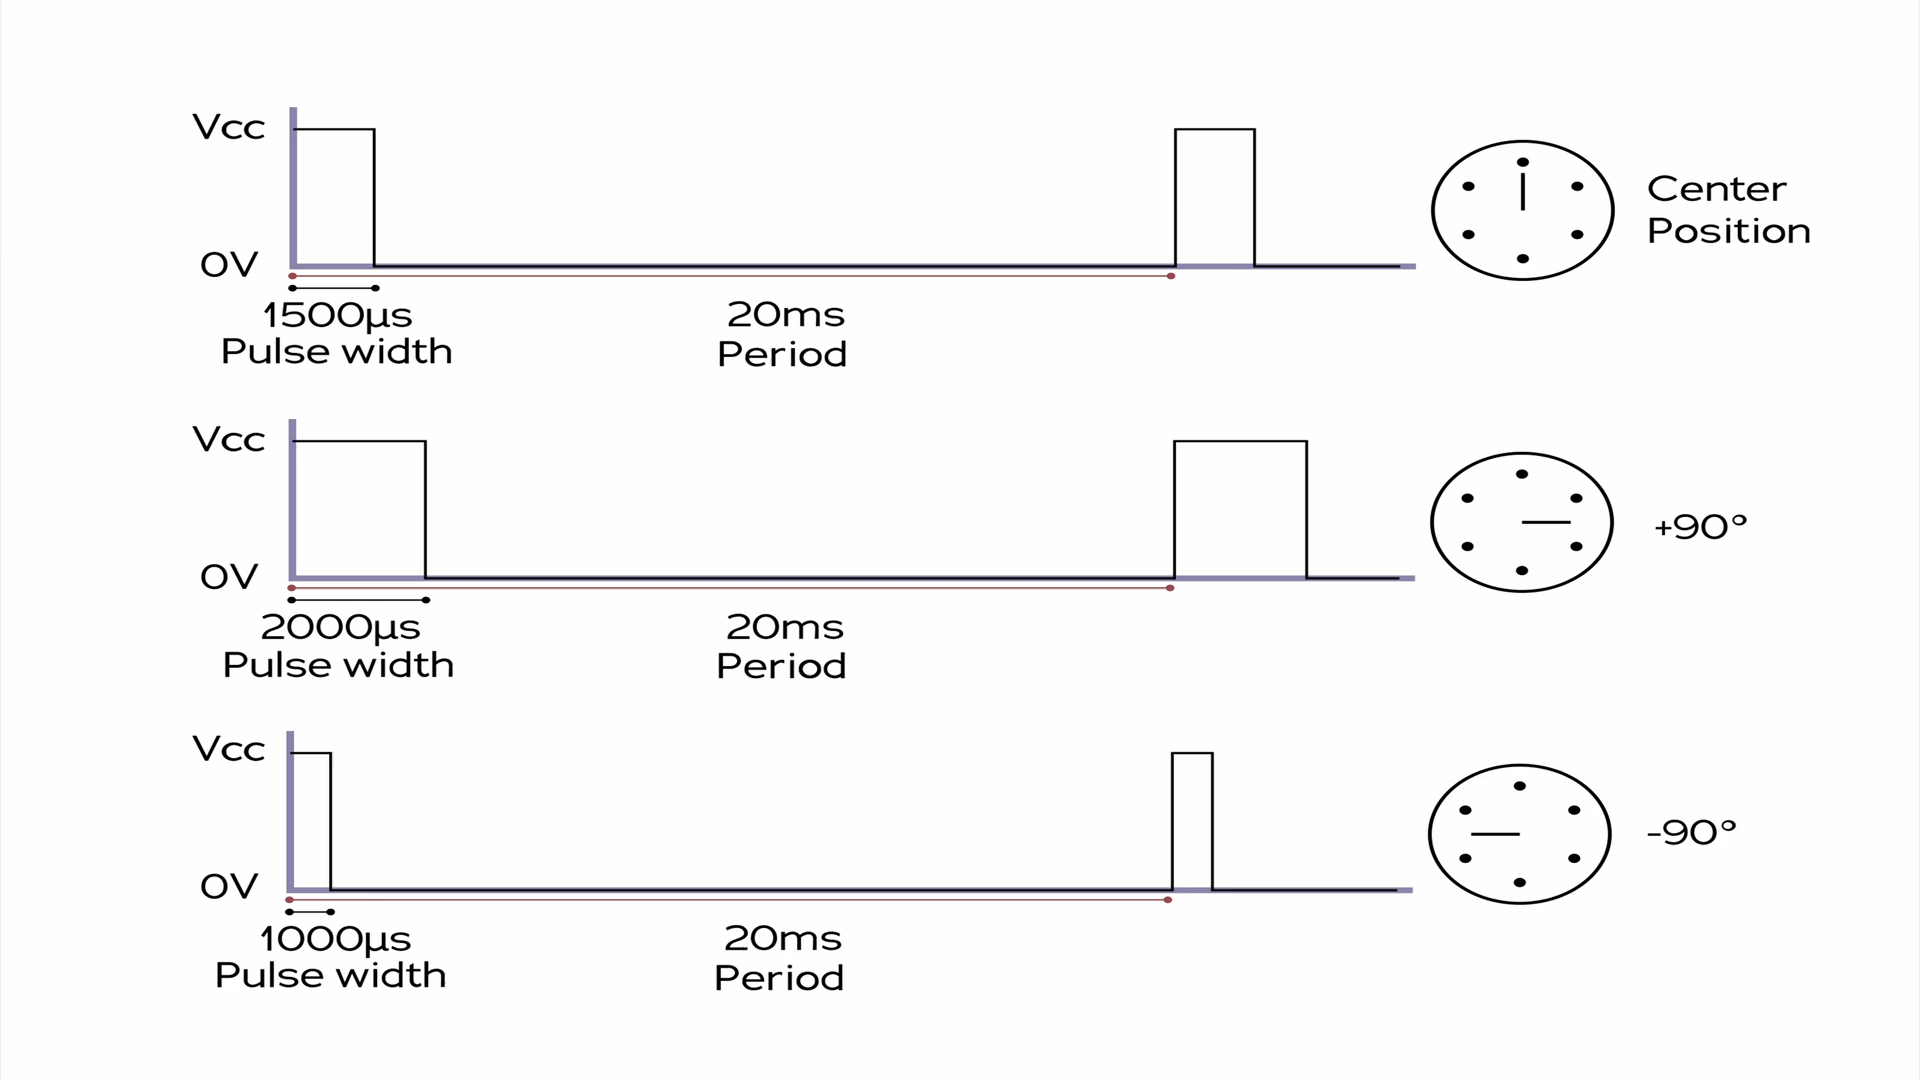 Vcc
Center
Position
0V
1500µs
Pulse width
20ms
Period
Vcc
+90°
0V
2000µs
Pulse width
20ms
Period
Vcc
-90°
0V
1000µs
Pulse width
20ms
Period